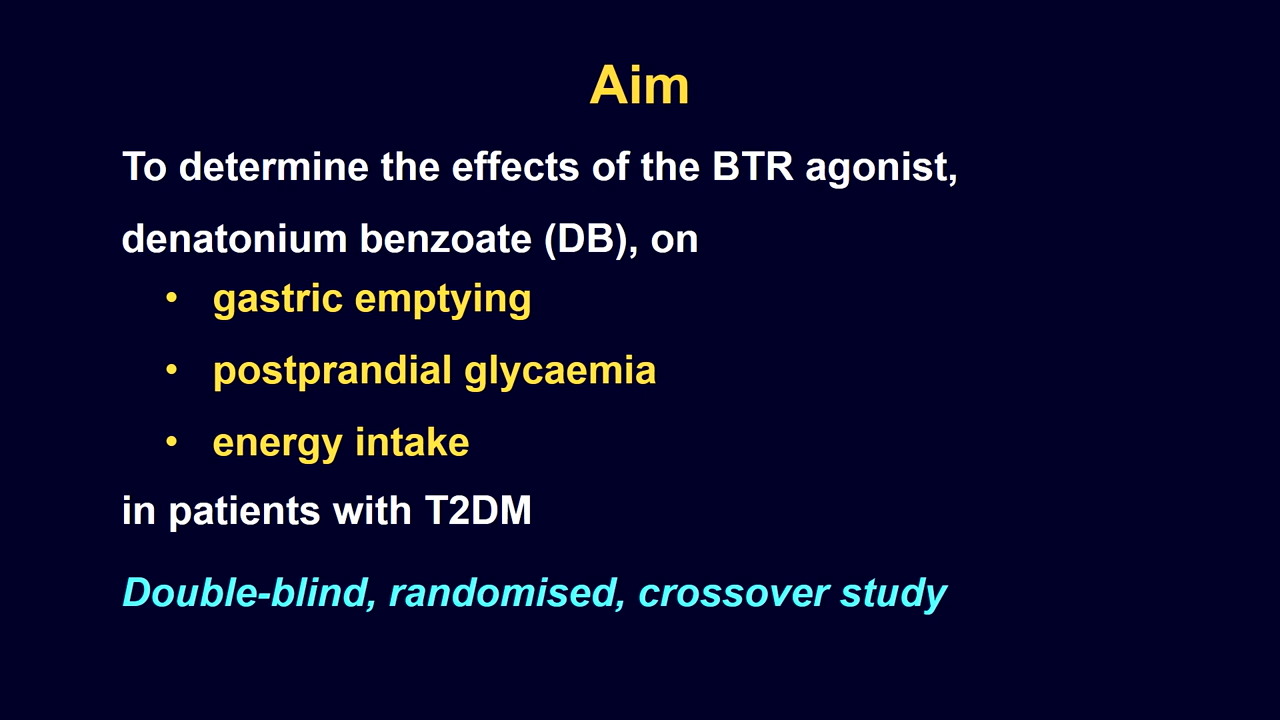 Aim
To determine the effects of the BTR agonist,
denatonium benzoate (DB), on
• gastric emptying
• postprandial glycaemia
• energy intake
in patients with T2DM
Double-blind, randomised, crossover study